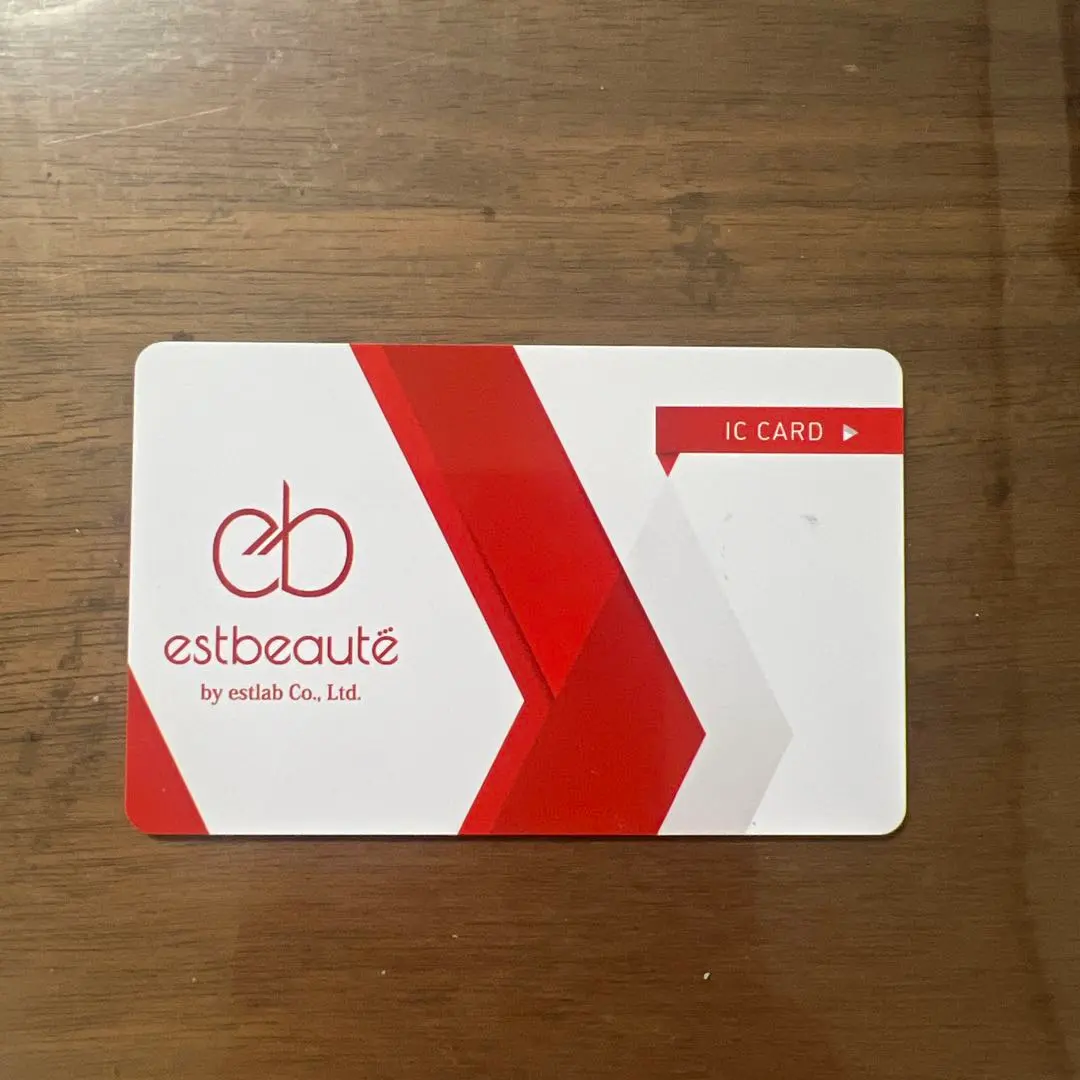 eb
estbeautë
by estlab Co., Ltd.
IC CARD